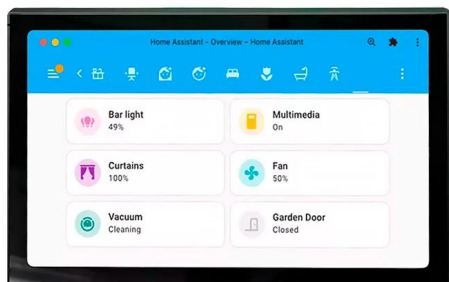 Home Assistant – Overview – Home Assistant
Bar light
49%
Multimedia
On
Curtains
100%
Fan
50%
Vacuum
Cleaning
Garden Door
Closed